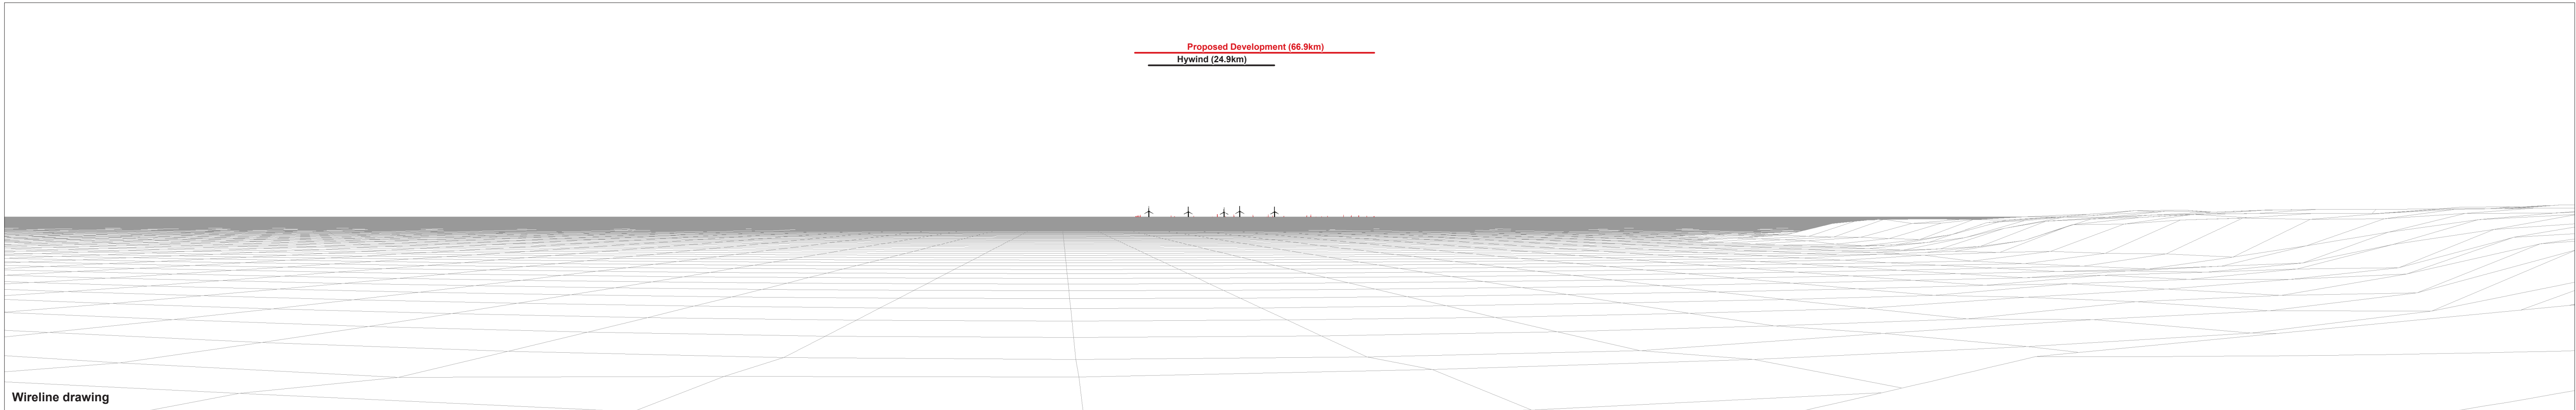 Proposed Development (66.9km)
Hywind (24.9km)
Wireline drawing